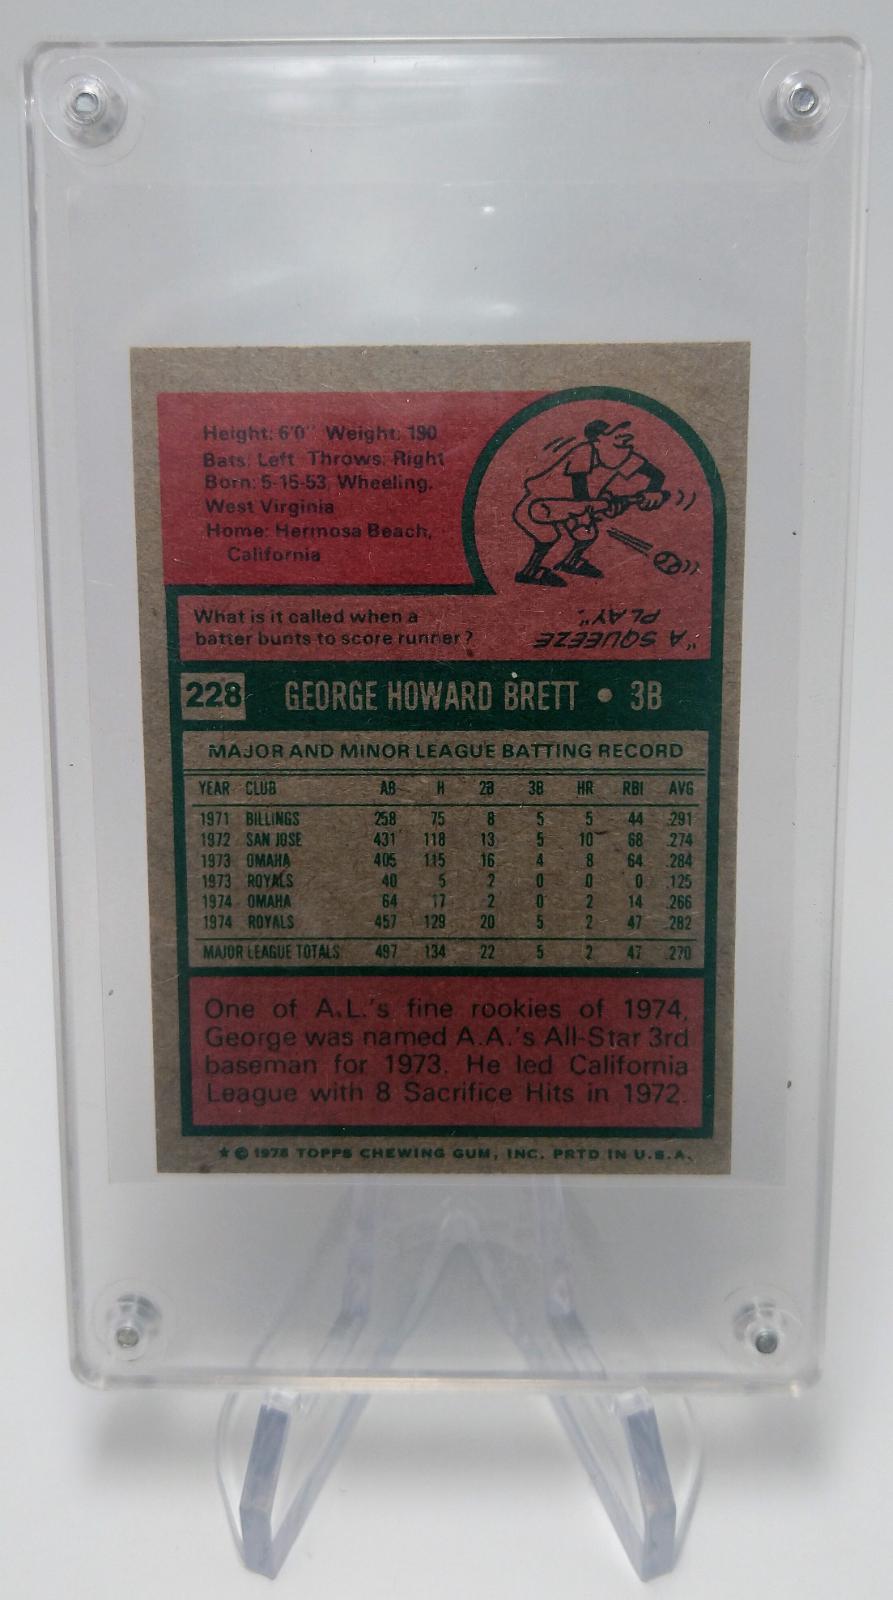 Height: 6'0" Weight: 190
Bats: Left Throws: Right
Born: 5-15-53, Wheeling,
West Virginia
Home: Hermosa Beach,
California
What is it called when a
batter bunts to score runner?
"A SQUEEZE
PLAY".
228 GEORGE HOWARD BRETT • 3B
MAJOR AND MINOR LEAGUE BATTING RECORD
YEAR CLUB AB H 2B 3B HR RBI AVG
1971 BILLINGS 258 75 8 5 5 44 .291
1972 SAN JOSE 431 118 13 5 10 68 .274
1973 OMAHA 405 115 16 4 8 64 .284
1973 ROYALS 40 5 2 0 0 0 .125
1974 OMAHA 64 17 2 0 2 14 .266
1974 ROYALS 457 129 20 5 2 47 .282
MAJOR LEAGUE TOTALS 497 134 22 5 2 47 .270
One of A.L.'s fine rookies of 1974,
George was named A.A.'s All-Star 3rd
baseman for 1973. He led California
League with 8 Sacrifice Hits in 1972.
★ © 1975 TOPPS CHEWING GUM, INC. PRTD IN U.S.A.